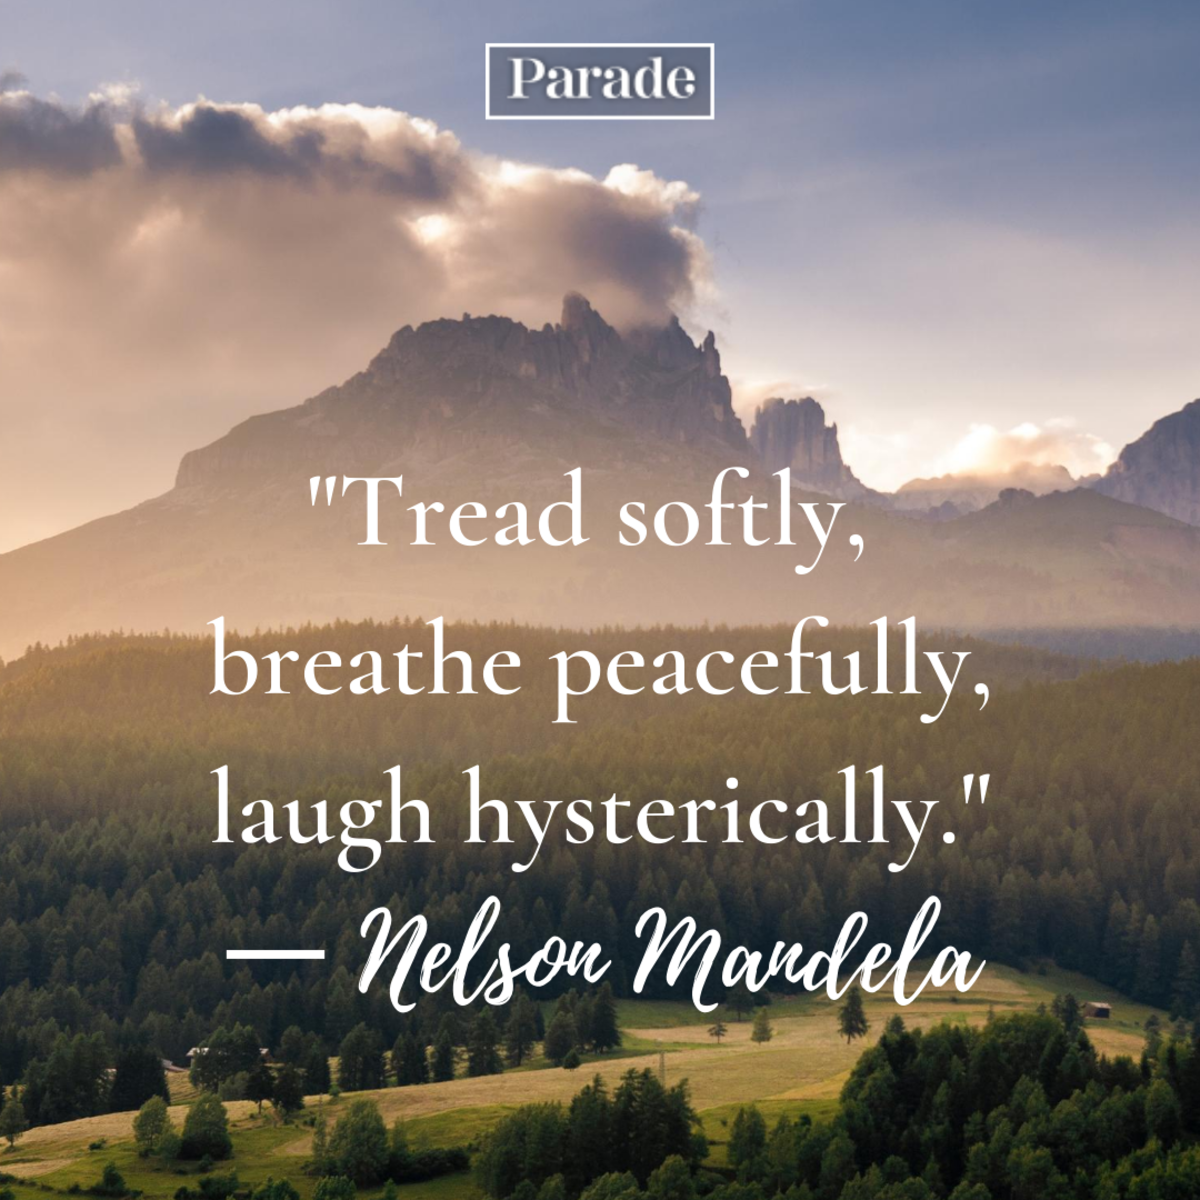 Parade
"Tread softly,
breathe peacefully,
laugh hysterically."
— Nelson Mandela